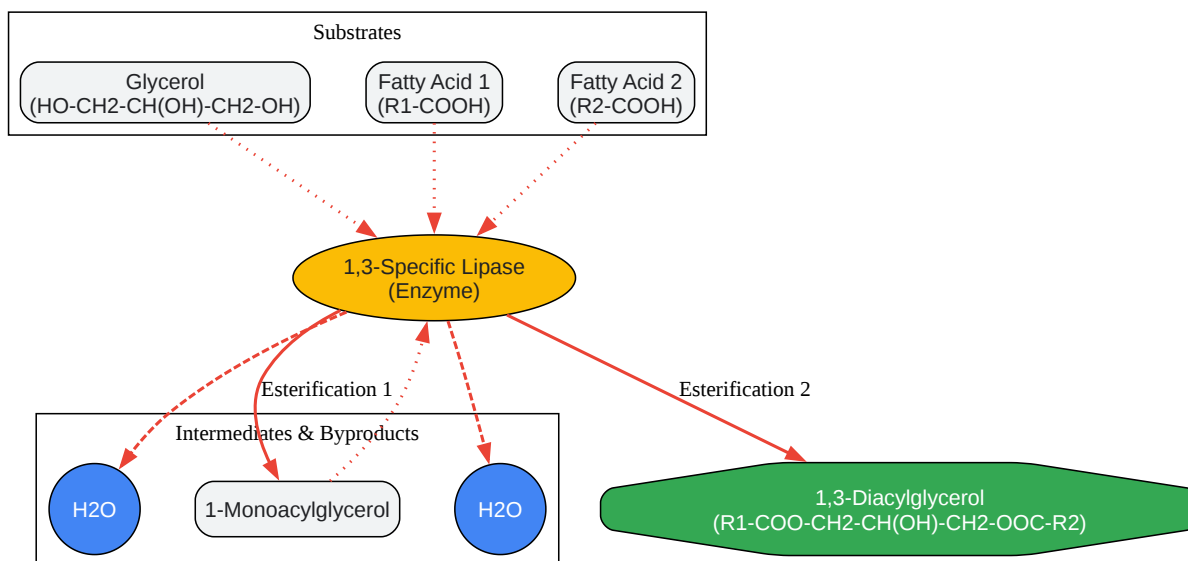 Substrates
Glycerol
(HO-CH2-CH(OH)-CH2-OH)
Fatty Acid 1
(R1-COOH)
Fatty Acid 2
(R2-COOH)
1,3-Specific Lipase
(Enzyme)
Esterification 1
Esterification 2
Intermediates & Byproducts
H2O
1-Monoacylglycerol
H2O
1,3-Diacylglycerol
(R1-COO-CH2-CH(OH)-CH2-OOC-R2)